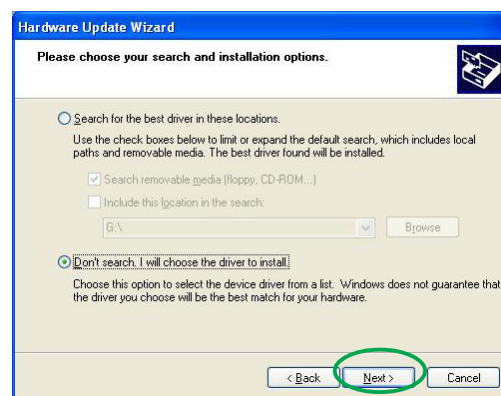 Hardware Update Wizard
Please choose your search and installation options.
Search for the best driver in these locations.
Use the check boxes below to limit or expand the default search, which includes local
paths and removable media. The best driver found will be installed.
Search removable media (floppy, CD-ROM...)
Include this location in the search:
G:\
Browse
Don't search. I will choose the driver to install.
Choose this option to select the device driver from a list. Windows does not guarantee that
the driver you choose will be the best match for your hardware.
< Back Next > Cancel